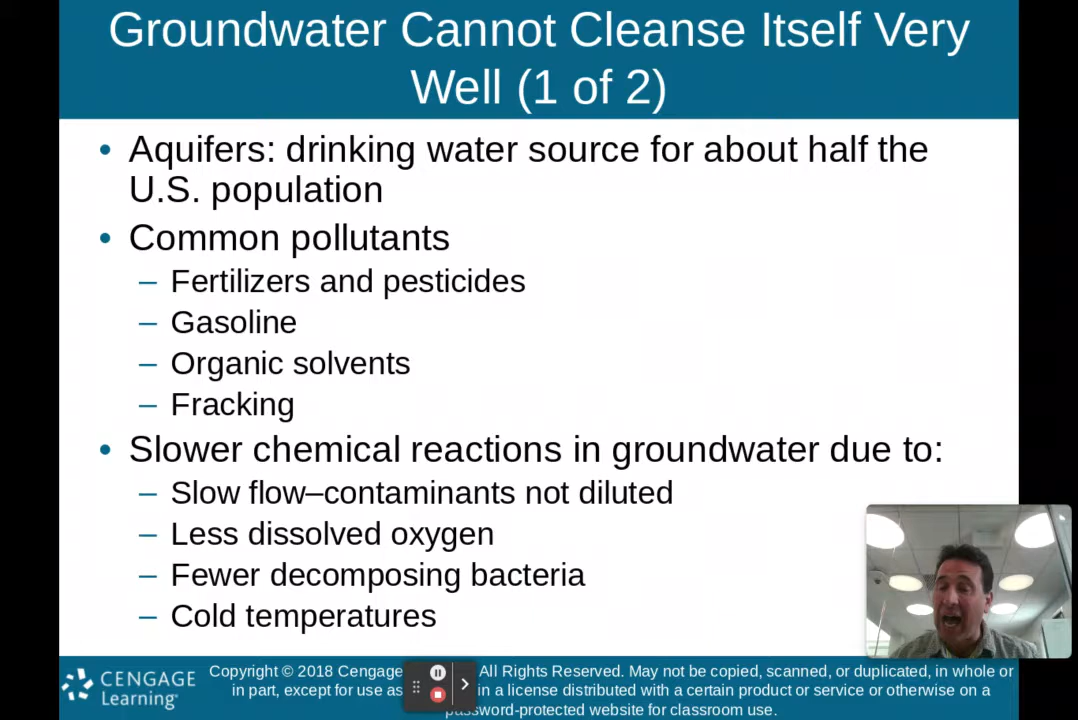 Groundwater Cannot Cleanse Itself Very
Well (1 of 2)
• Aquifers: drinking water source for about half the
U.S. population
• Common pollutants
– Fertilizers and pesticides
– Gasoline
– Organic solvents
– Fracking
• Slower chemical reactions in groundwater due to:
– Slow flow–contaminants not diluted
– Less dissolved oxygen
– Fewer decomposing bacteria
– Cold temperatures
CENGAGE
Learning®
Copyright © 2018 Cengage All Rights Reserved. May not be copied, scanned, or duplicated, in whole or
in part, except for use as in a license distributed with a certain product or service or otherwise on a
password-protected website for classroom use.